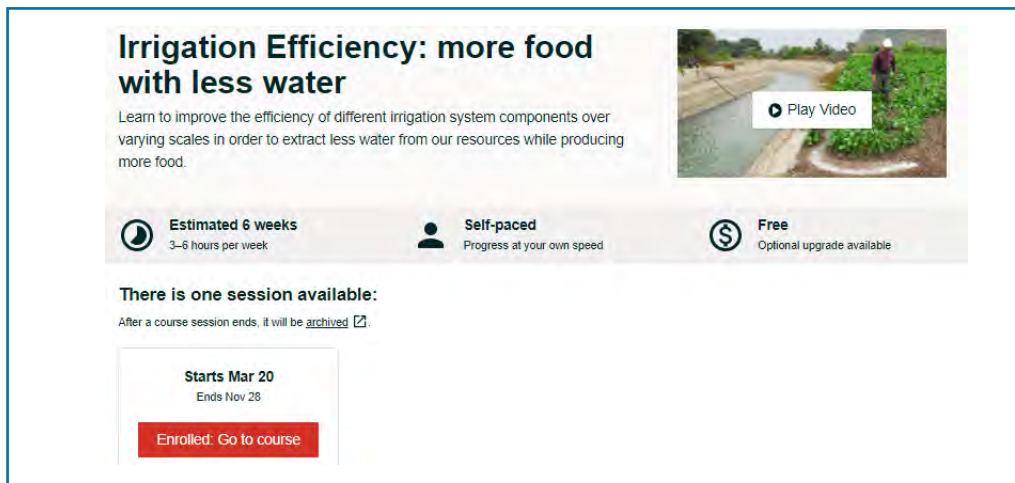 Irrigation Efficiency: more food
with less water
Learn to improve the efficiency of different irrigation system components over
varying scales in order to extract less water from our resources while producing
more food.
Play Video
Estimated 6 weeks
3–6 hours per week
Self-paced
Progress at your own speed
Free
Optional upgrade available
There is one session available:
After a course session ends, it will be archived.
Starts Mar 20
Ends Nov 28
Enrolled: Go to course